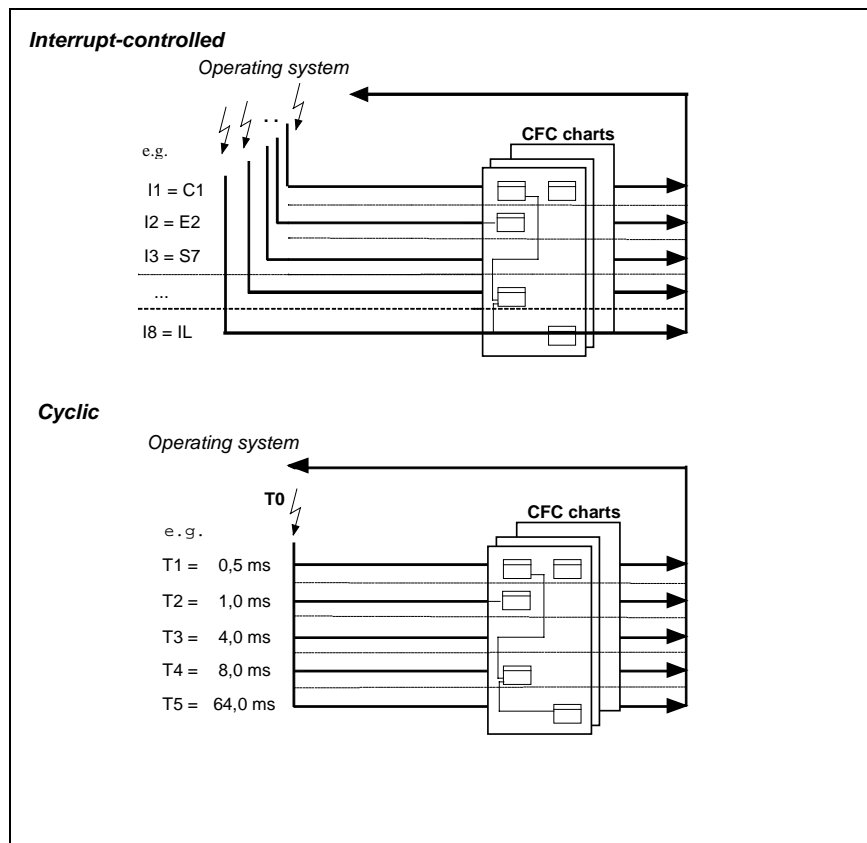 Interrupt-controlled
Operating system
. .
CFC charts
e.g.
I1 = C1
I2 = E2
I3 = S7
...
I8 = IL
Cyclic
Operating system
T0
CFC charts
e.g.
T1 = 0,5 ms
T2 = 1,0 ms
T3 = 4,0 ms
T4 = 8,0 ms
T5 = 64,0 ms